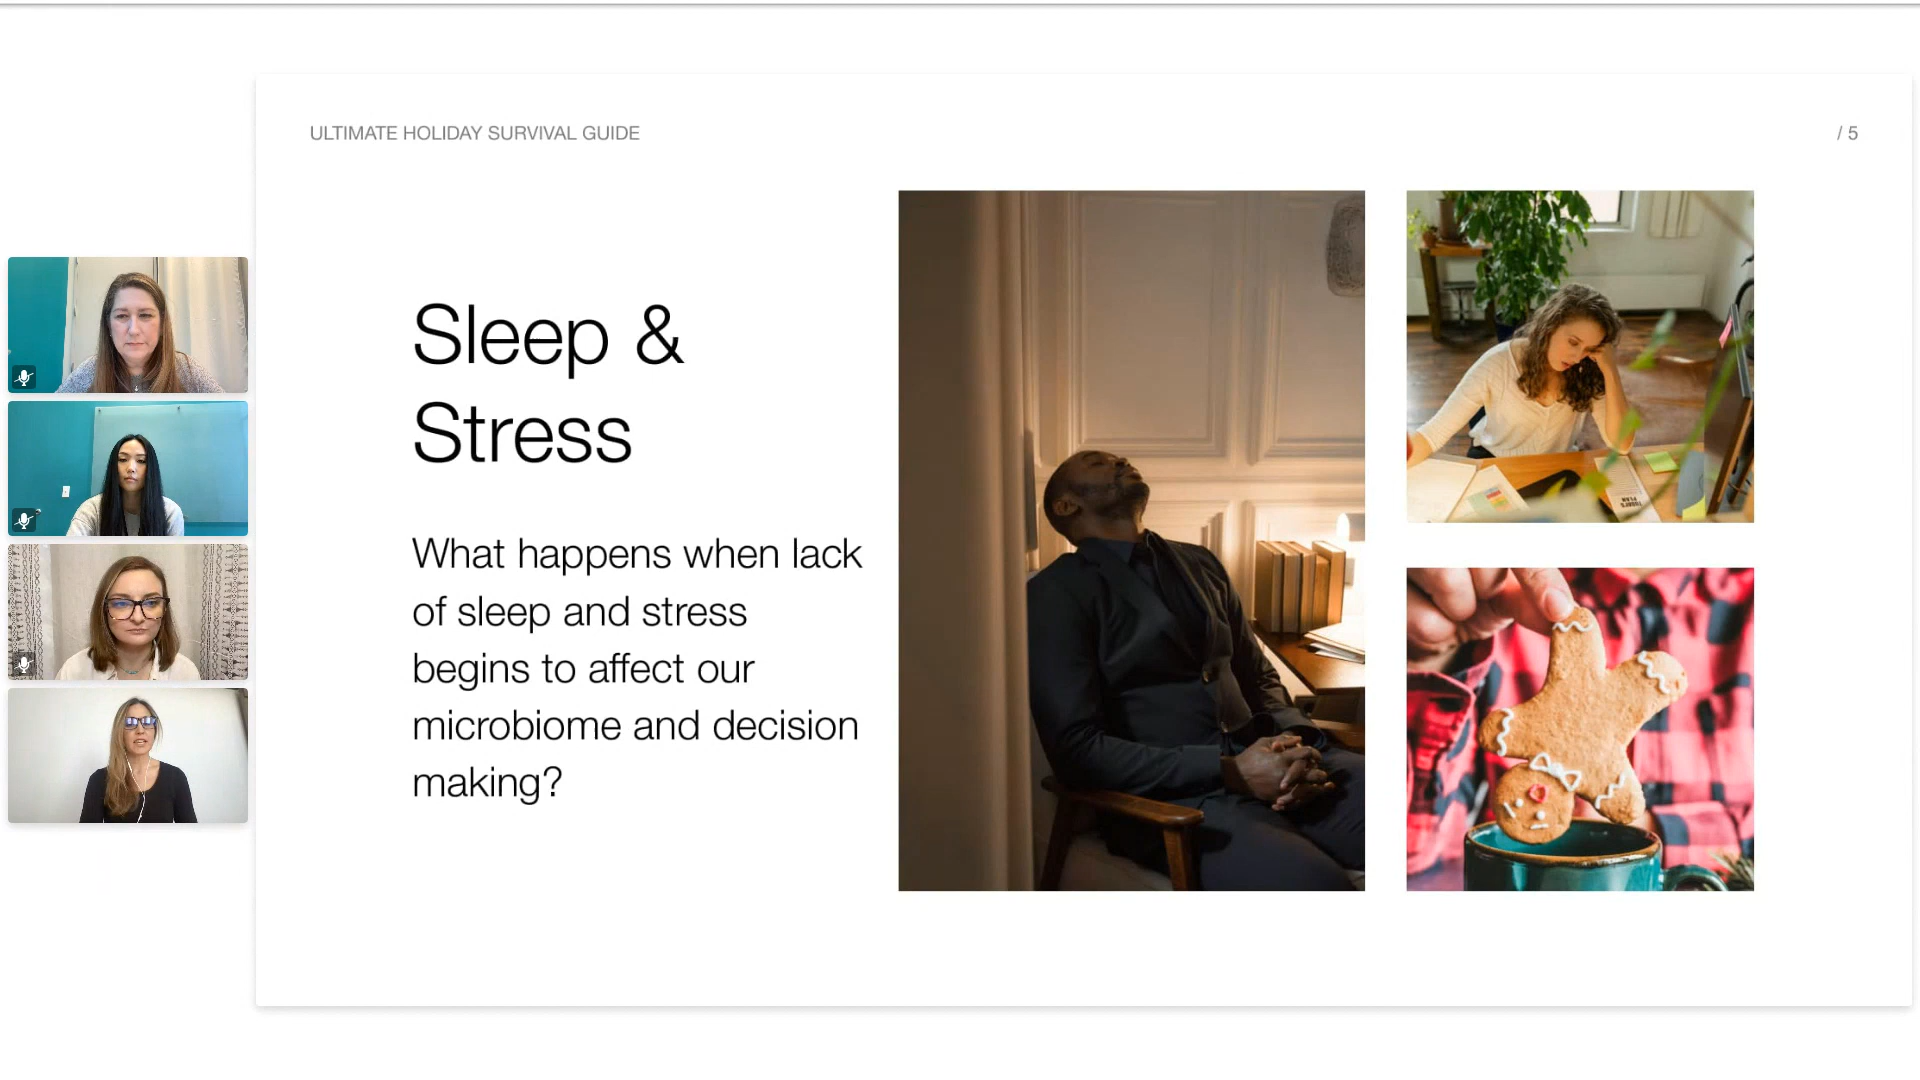 ULTIMATE HOLIDAY SURVIVAL GUIDE
/ 5
Sleep &
Stress
What happens when lack
of sleep and stress
begins to affect our
microbiome and decision
making?